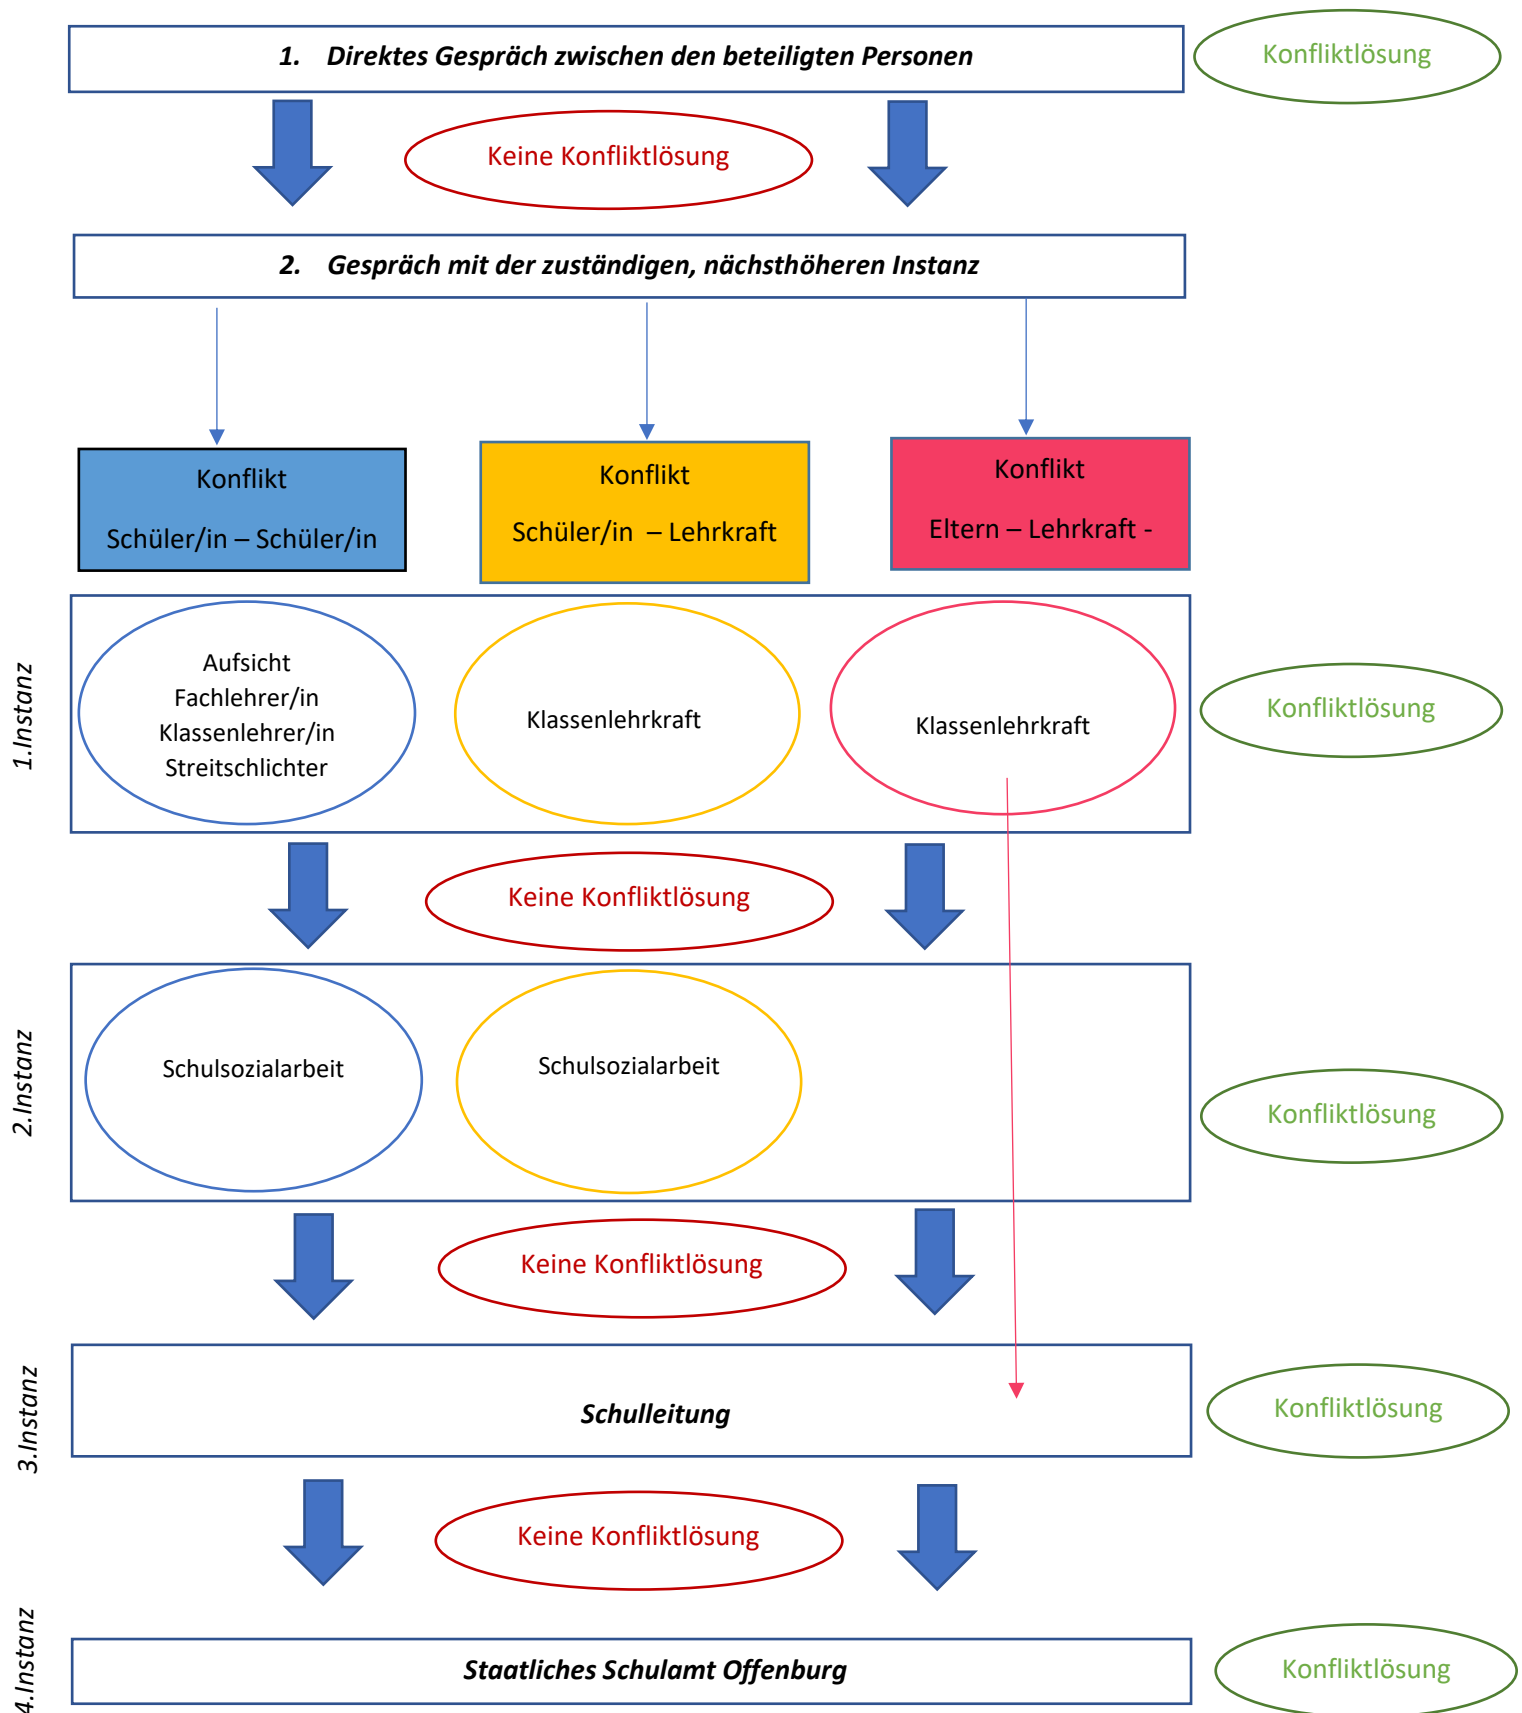 1. Direktes Gespräch zwischen den beteiligten Personen
Konfliktlösung
Keine Konfliktlösung
2. Gespräch mit der zuständigen, nächsthöheren Instanz
Konflikt
Schüler/in – Schüler/in
Konflikt
Schüler/in – Lehrkraft
Konflikt
Eltern – Lehrkraft -
1.Instanz
Aufsicht
Fachlehrer/in
Klassenlehrer/in
Streitschlichter
Klassenlehrkraft
Klassenlehrkraft
Konfliktlösung
Keine Konfliktlösung
2.Instanz
Schulsozialarbeit
Schulsozialarbeit
Konfliktlösung
Keine Konfliktlösung
3.Instanz
Schulleitung
Konfliktlösung
Keine Konfliktlösung
4.Instanz
Staatliches Schulamt Offenburg
Konfliktlösung